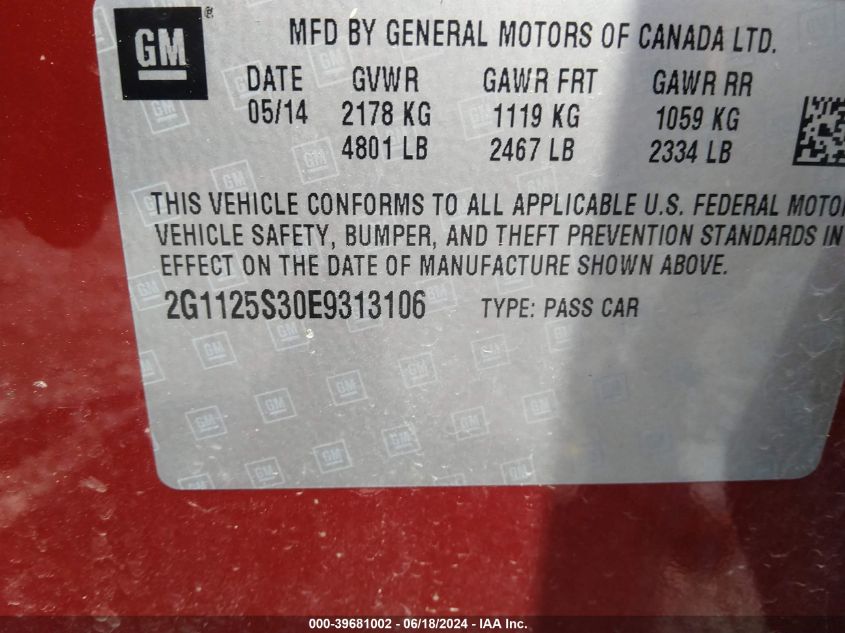 GM
MFD BY GENERAL MOTORS OF CANADA LTD.
DATE GVWR GAWR FRT GAWR RR
05/14 2178 KG 1119 KG 1059 KG
4801 LB 2467 LB 2334 LB
THIS VEHICLE CONFORMS TO ALL APPLICABLE U.S. FEDERAL MOTOR
VEHICLE SAFETY, BUMPER, AND THEFT PREVENTION STANDARDS IN
EFFECT ON THE DATE OF MANUFACTURE SHOWN ABOVE.
2G1125S30E9313106 TYPE: PASS CAR
000-39681002 - 06/18/2024 - IAA Inc.